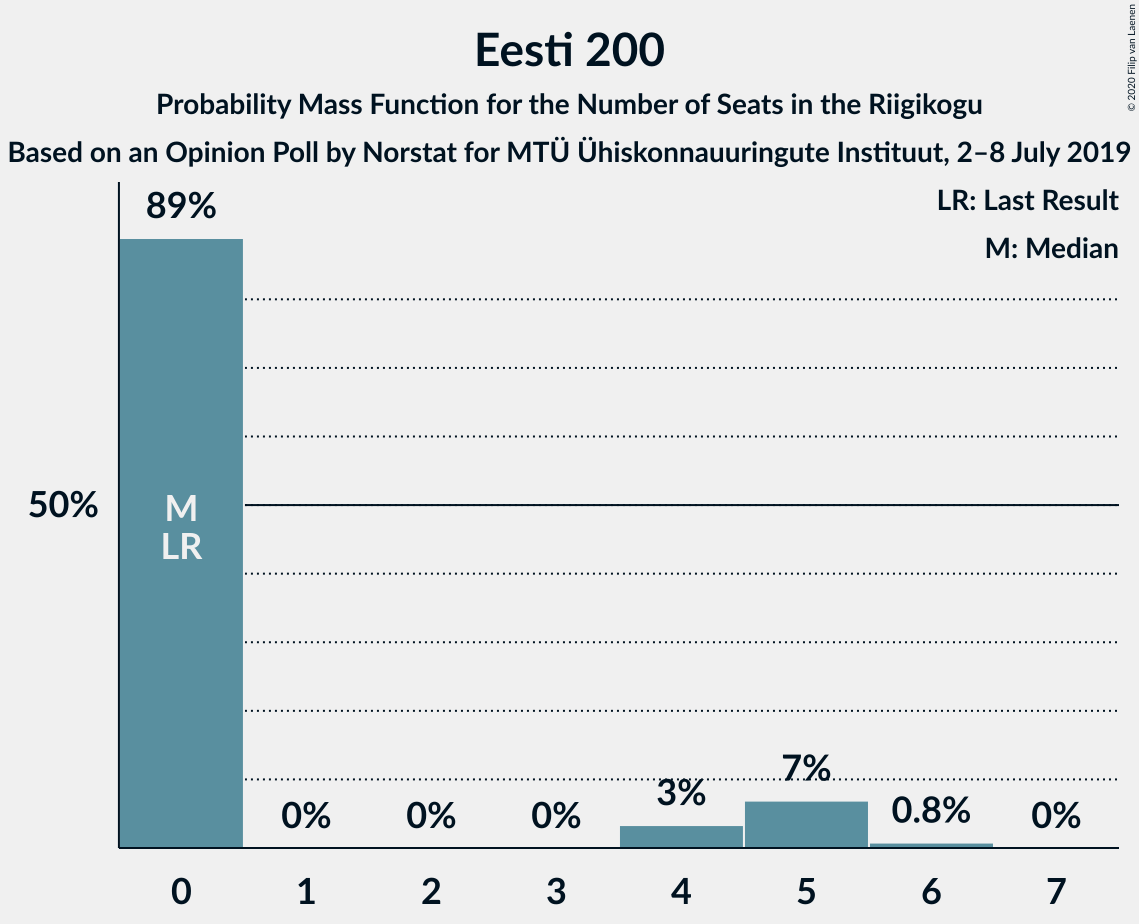 Eesti 200
Probability Mass Function for the Number of Seats in the Riigikogu
Based on an Opinion Poll by Norstat for MTÜ Ühiskonnauuringute Instituut, 2–8 July 2019
© 2020 Filip van Laenen
LR: Last Result
M: Median
89%
50%
M
LR
0%
0%
0%
3%
7%
0.8%
0%
0
1
2
3
4
5
6
7